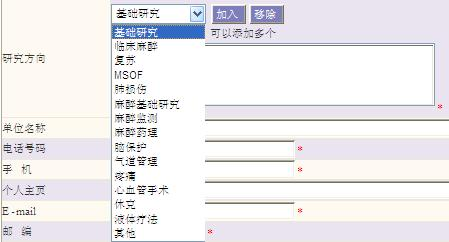 基础研究 加入 移除
基础研究 可以添加多个
临床麻醉
复苏
研究方向
MSOF
肺损伤
麻醉基础研究 *
麻醉监测
单位名称
麻醉药理
电话号码 *
脑保护
气道管理
手 机 *
疼痛
个人主页
心血管手术
休克
E-mail *
液体疗法
邮 编 *
其他